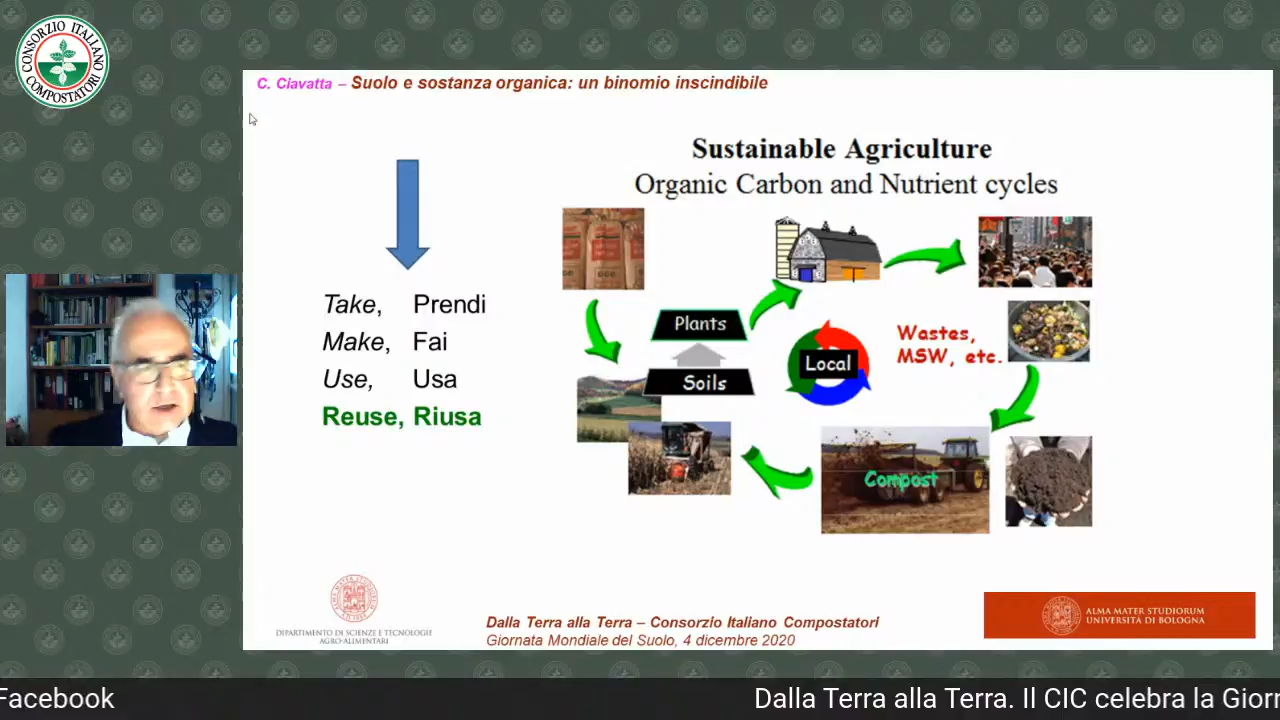 CONSORZIO ITALIANO
COMPOSTATORI
C. Ciavatta – Suolo e sostanza organica: un binomio inscindibile
Sustainable Agriculture
Organic Carbon and Nutrient cycles
Take, Prendi
Make, Fai
Use, Usa
Reuse, Riusa
Plants
Soils
Local
Wastes,
MSW, etc.
Compost
DIPARTIMENTO DI SCIENZE E TECNOLOGIE
AGRO-ALIMENTARI
Dalla Terra alla Terra – Consorzio Italiano Compostatori
Giornata Mondiale del Suolo, 4 dicembre 2020
ALMA MATER STUDIORUM
UNIVERSITÀ DI BOLOGNA
Facebook
Dalla Terra alla Terra. Il CIC celebra la Gior